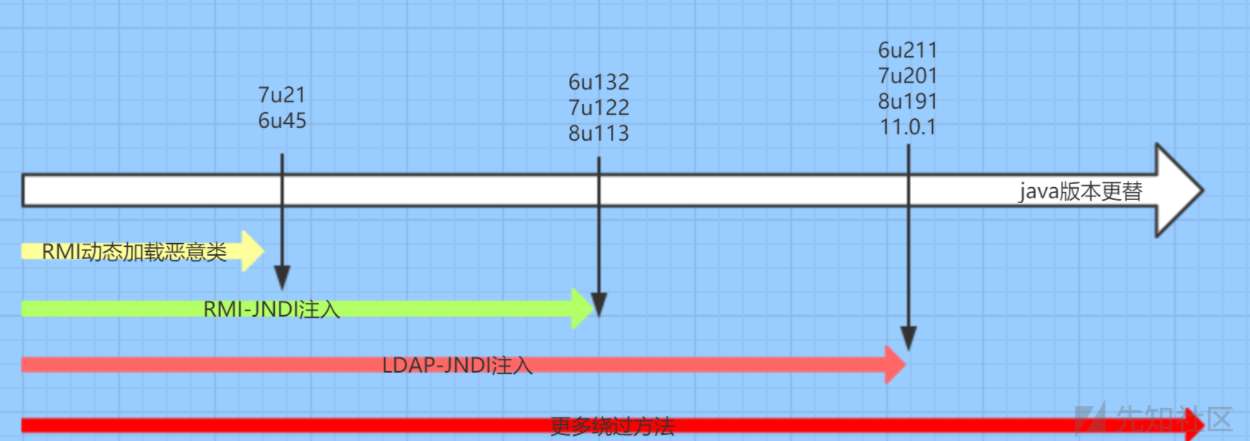 7u21
6u45
6u132
7u122
8u113
6u211
7u201
8u191
11.0.1
java版本更替
RMI动态加载恶意类
RMI-JNDI注入
LDAP-JNDI注入
更多绕过方法
先知社区